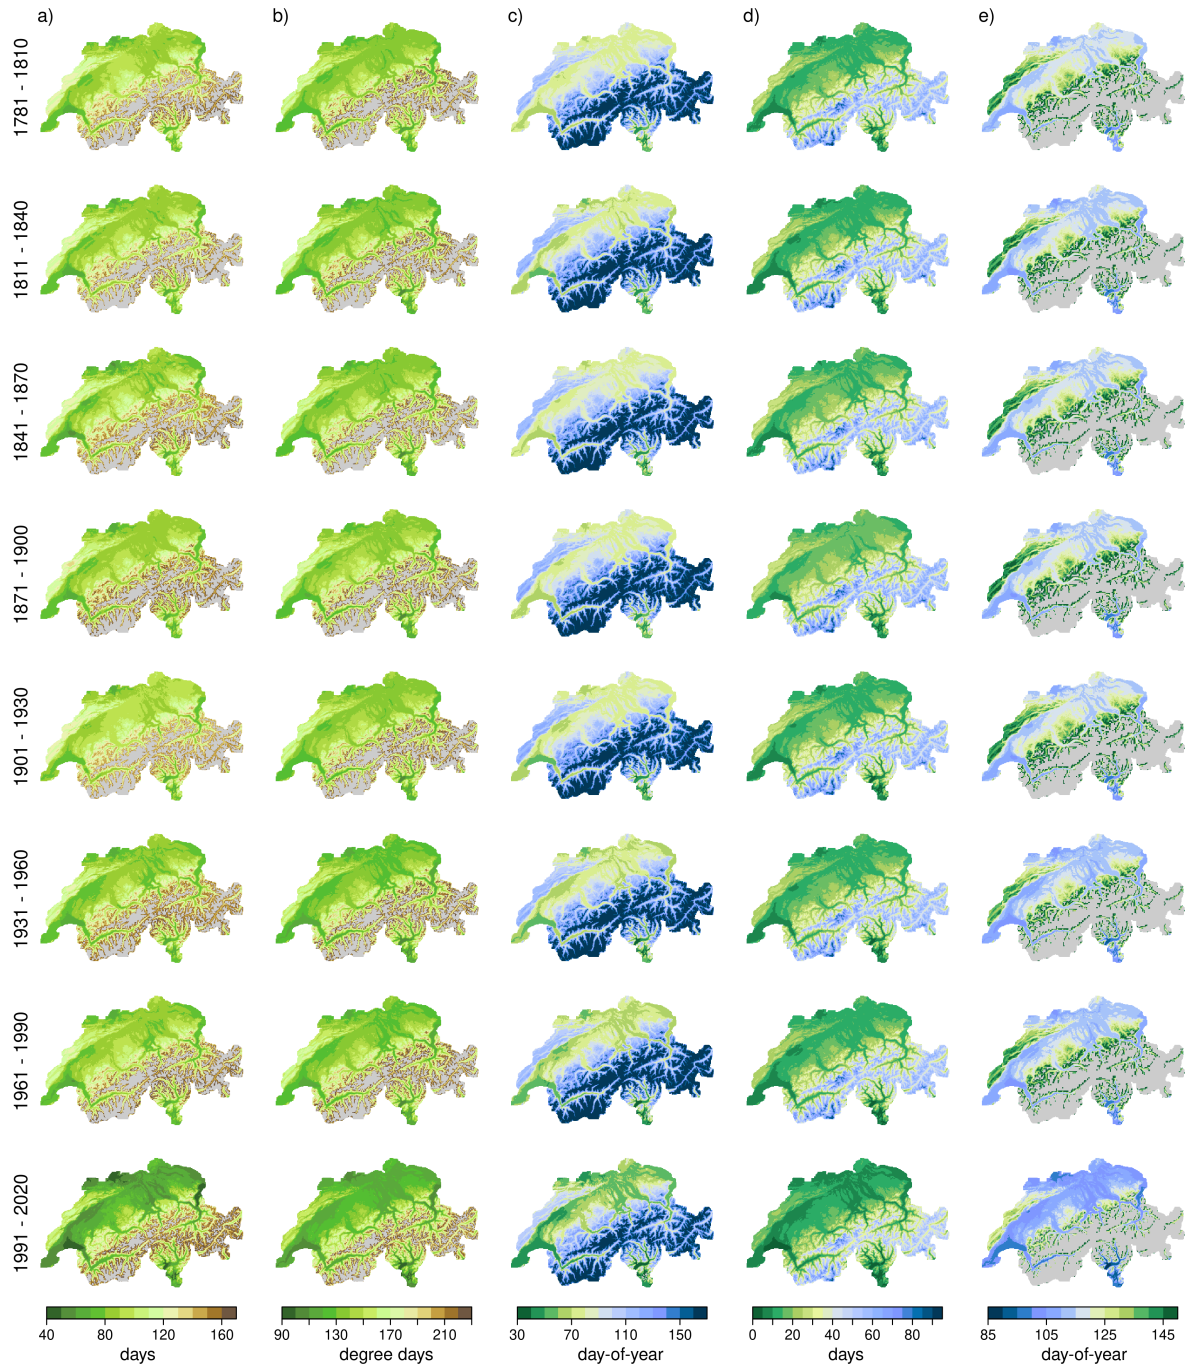 a) b) c) d) e)
1781 - 1810
1811 - 1840
1841 - 1870
1871 - 1900
1901 - 1930
1931 - 1960
1961 - 1990
1991 - 2020
40 80 120 160
90 130 170 210
30 70 110 150
0 20 40 60 80
85 105 125 145
days
degree days
day-of-year
days
day-of-year